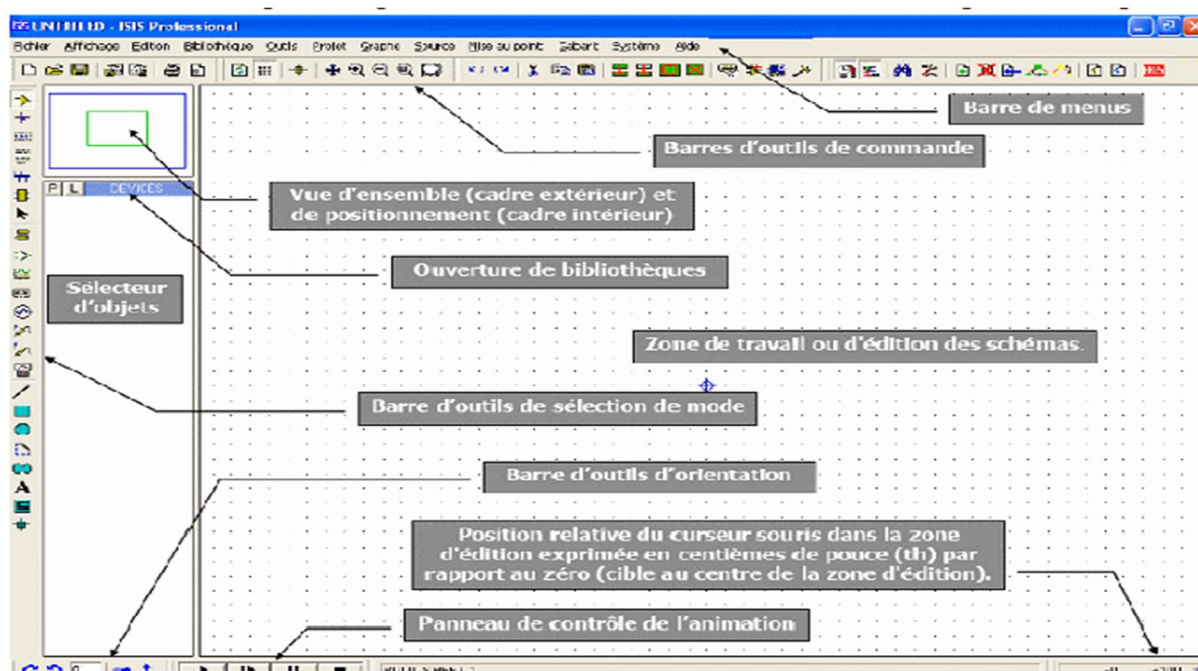 UNTITLED - ISIS Professional
Fichier Affichage Edition Bibliothèque Outils Projet Graphe Source Mise au point Gabarit Système Aide
Barre de menus
Barres d'outils de commande
Vue d'ensemble (cadre extérieur) et
de positionnement (cadre intérieur)
P L DEVICES
Ouverture de bibliothèques
Sélecteur
d'objets
Zone de travail ou d'édition des schémas.
Barre d'outils de sélection de mode
Barre d'outils d'orientation
Position relative du curseur souris dans la zone
d'édition exprimée en centièmes de pouce (th) par
rapport au zéro (cible au centre de la zone d'édition).
Panneau de contrôle de l'animation